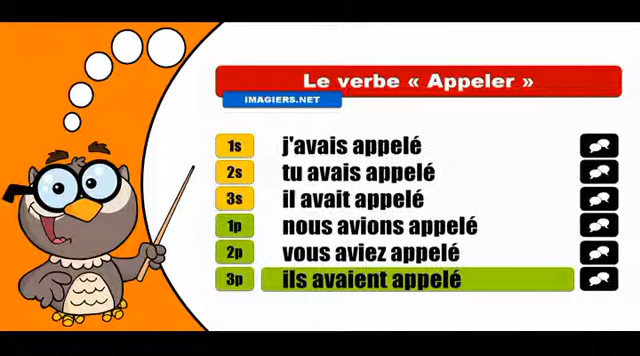 Le verbe « Appeler »
IMAGIERS.NET
1s j'avais appelé
2s tu avais appelé
3s il avait appelé
1p nous avions appelé
2p vous aviez appelé
3p ils avaient appelé